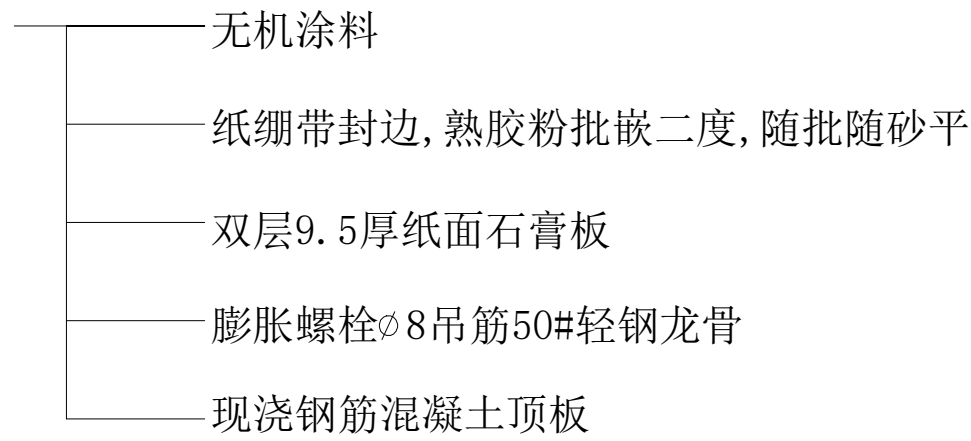 无机涂料
纸绷带封边,熟胶粉批嵌二度,随批随砂平
双层9.5厚纸面石膏板
膨胀螺栓∅8吊筋50#轻钢龙骨
现浇钢筋混凝土顶板